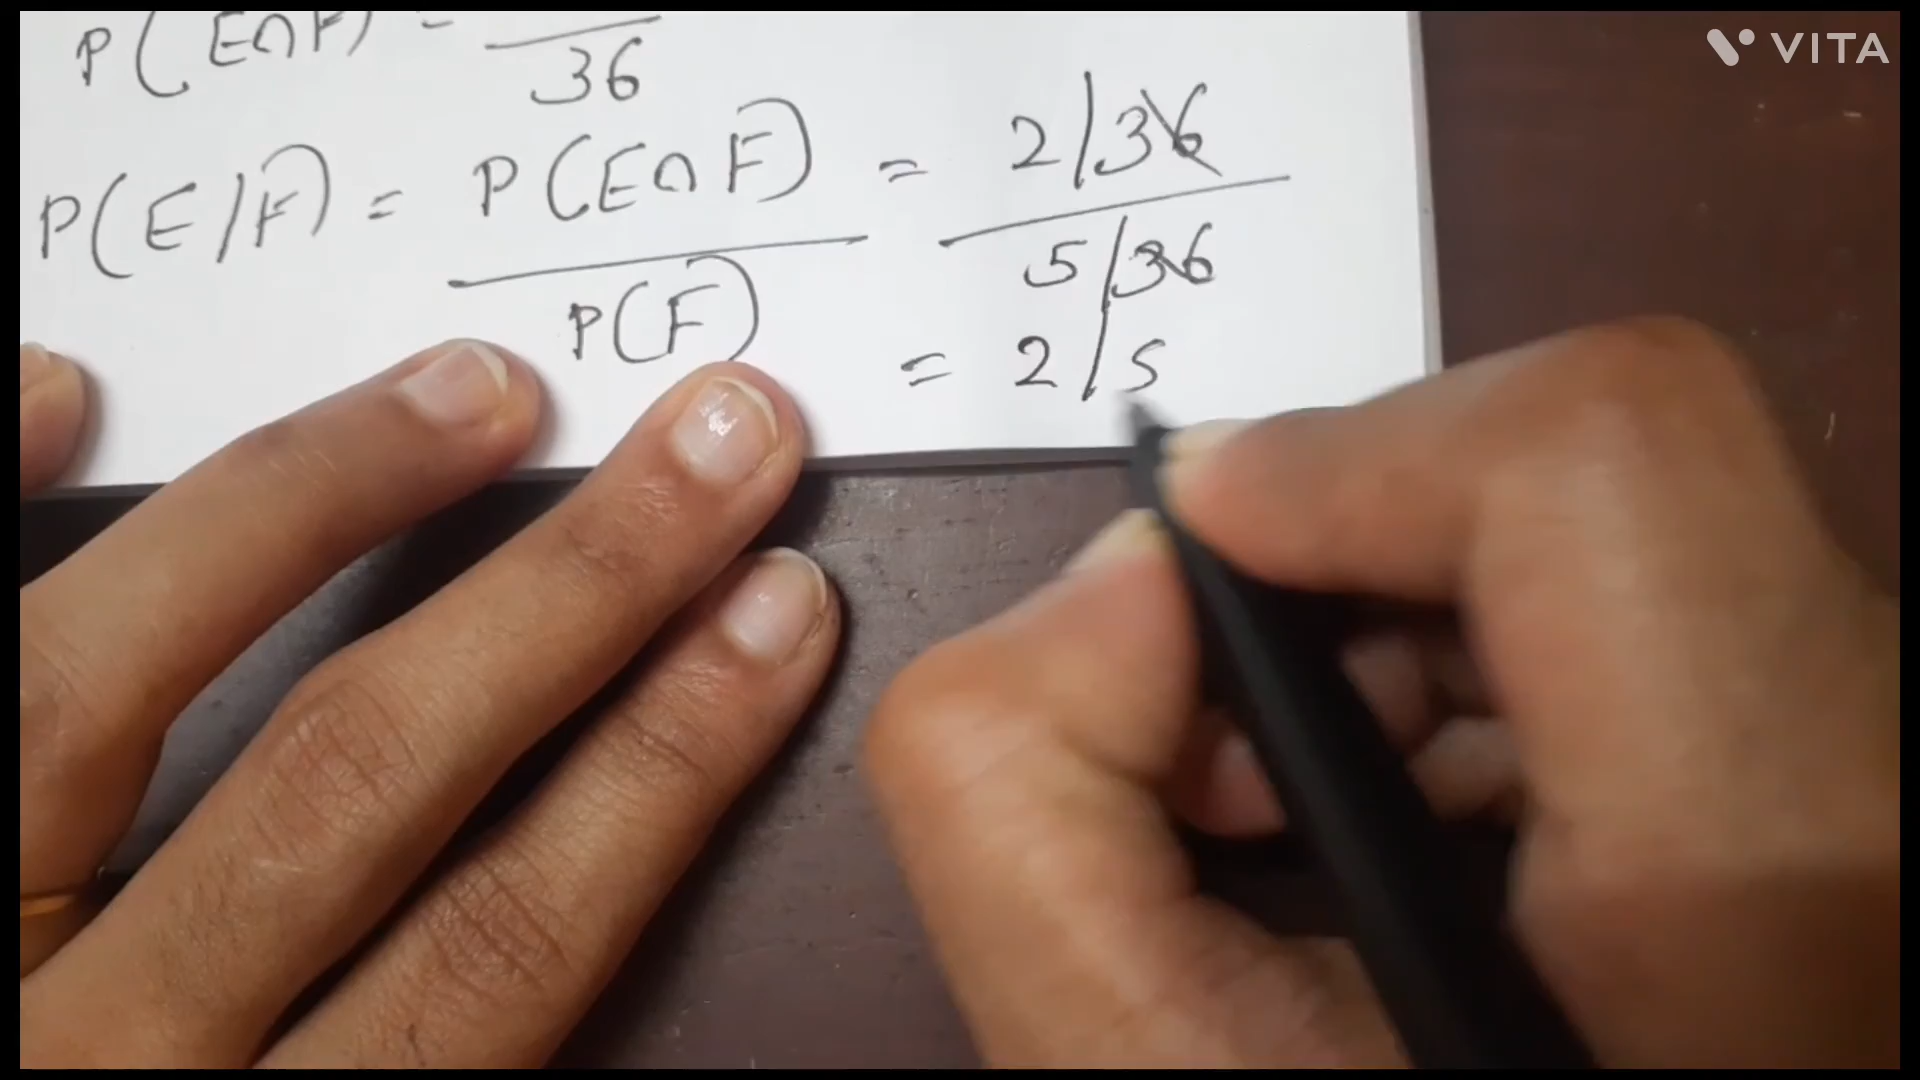 P(E∩F) = /36
P(E/F) = P(E∩F)/P(F) = 2/36 / 5/36
= 2/5
VITA